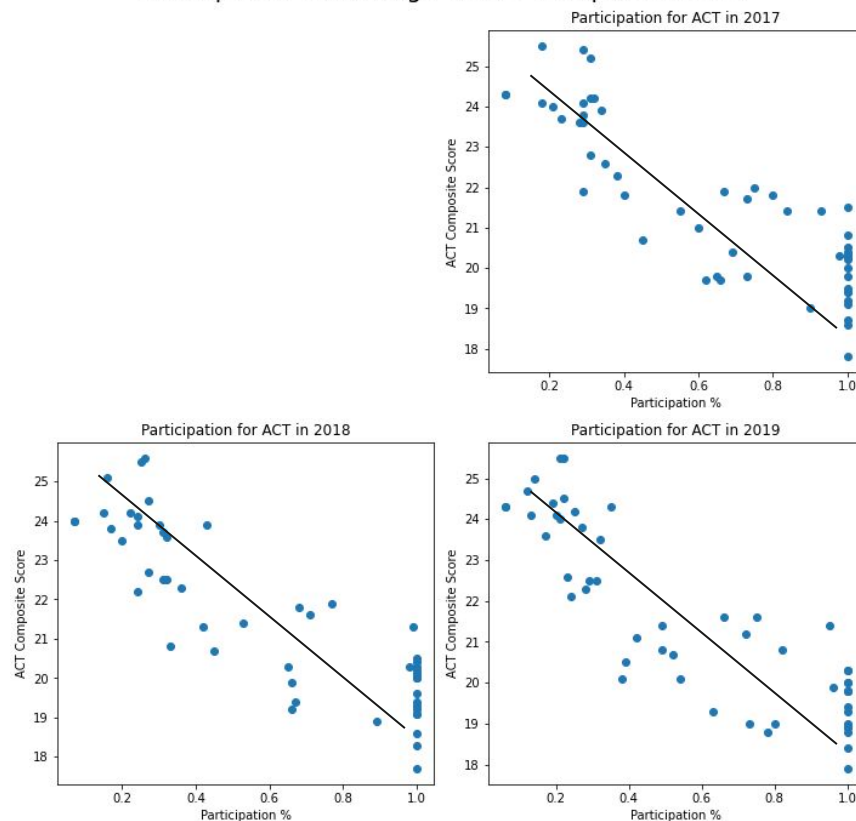 Participation for ACT in 2017
25
24
23
22
21
20
19
18
ACT Composite Score
0.2 0.4 0.6 0.8 1.0
Participation %
Participation for ACT in 2018
25
24
23
22
21
20
19
18
ACT Composite Score
0.2 0.4 0.6 0.8 1.0
Participation %
Participation for ACT in 2019
25
24
23
22
21
20
19
18
ACT Composite Score
0.2 0.4 0.6 0.8 1.0
Participation %